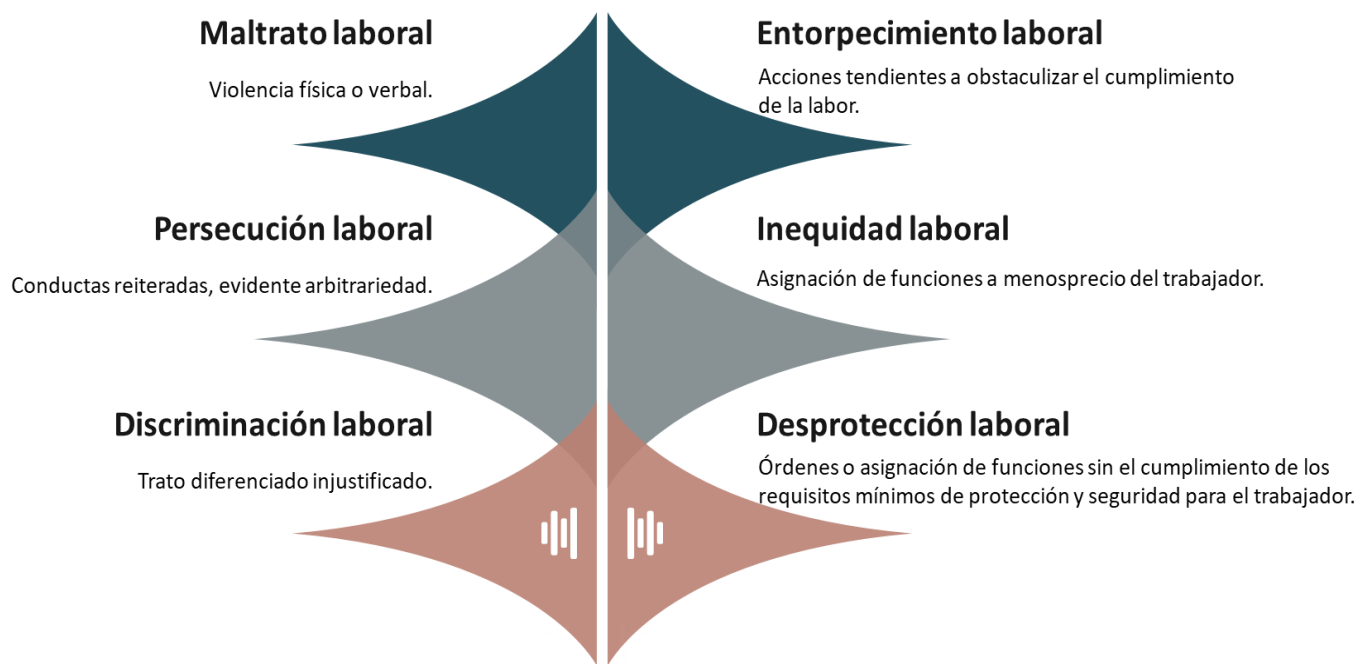 Maltrato laboral
Violencia física o verbal.
Entorpecimiento laboral
Acciones tendientes a obstaculizar el cumplimiento
de la labor.
Persecución laboral
Conductas reiteradas, evidente arbitrariedad.
Inequidad laboral
Asignación de funciones a menosprecio del trabajador.
Discriminación laboral
Trato diferenciado injustificado.
Desprotección laboral
Órdenes o asignación de funciones sin el cumplimiento de los
requisitos mínimos de protección y seguridad para el trabajador.